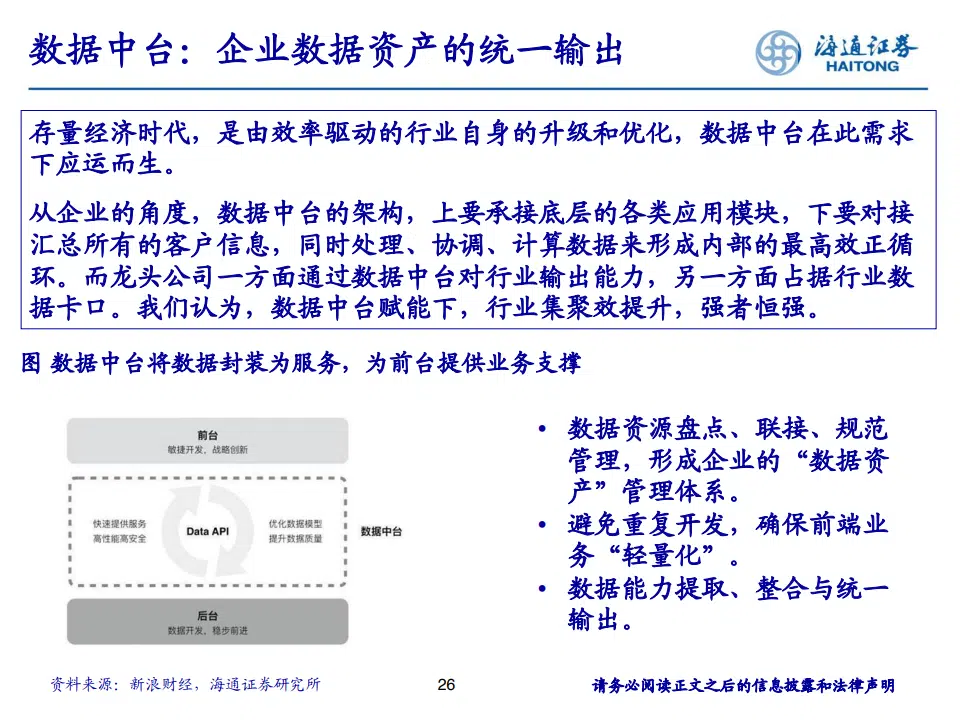 数据中台：企业数据资产的统一输出
海通证券
HAITONG
存量经济时代，是由效率驱动的行业自身的升级和优化，数据中台在此需求
下应运而生。
从企业的角度，数据中台的架构，上要承接底层的各类应用模块，下要对接
汇总所有的客户信息，同时处理、协调、计算数据来形成内部的最高效正循
环。而龙头公司一方面通过数据中台对行业输出能力，另一方面占据行业数
据卡口。我们认为，数据中台赋能下，行业集聚效提升，强者恒强。
图 数据中台将数据封装为服务，为前台提供业务支撑
前台
敏捷开发、战略创新
快速提供服务
高性能高安全
Data API
优化数据模型
提升数据质量
数据中台
后台
数据开发、稳步前进
• 数据资源盘点、联接、规范
管理，形成企业的“数据资
产”管理体系。
• 避免重复开发，确保前端业
务“轻量化”。
• 数据能力提取、整合与统一
输出。
资料来源：新浪财经，海通证券研究所
26
请务必阅读正文之后的信息披露和法律声明